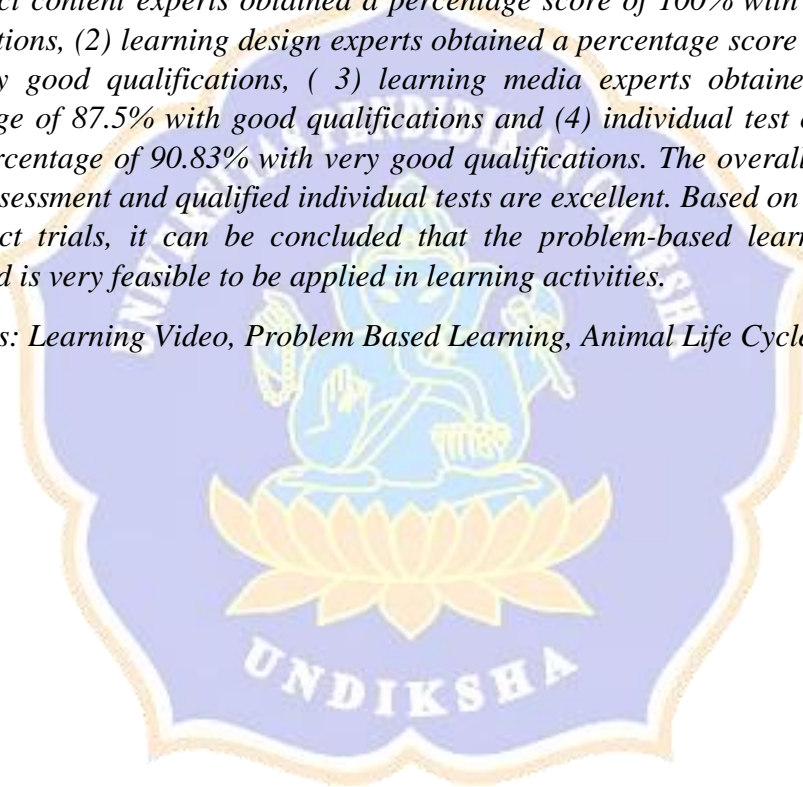 ct content experts obtained a percentage score of 100% with
tions, (2) learning design experts obtained a percentage score
y good qualifications, ( 3) learning media experts obtaine
ge of 87.5% with good qualifications and (4) individual test
rcentage of 90.83% with very good qualifications. The overall
ssessment and qualified individual tests are excellent. Based on
ct trials, it can be concluded that the problem-based learn
d is very feasible to be applied in learning activities.
s: Learning Video, Problem Based Learning, Animal Life Cycle
UNIVERSITAS PENDIDIKAN GANESHA
UNDIKSHA